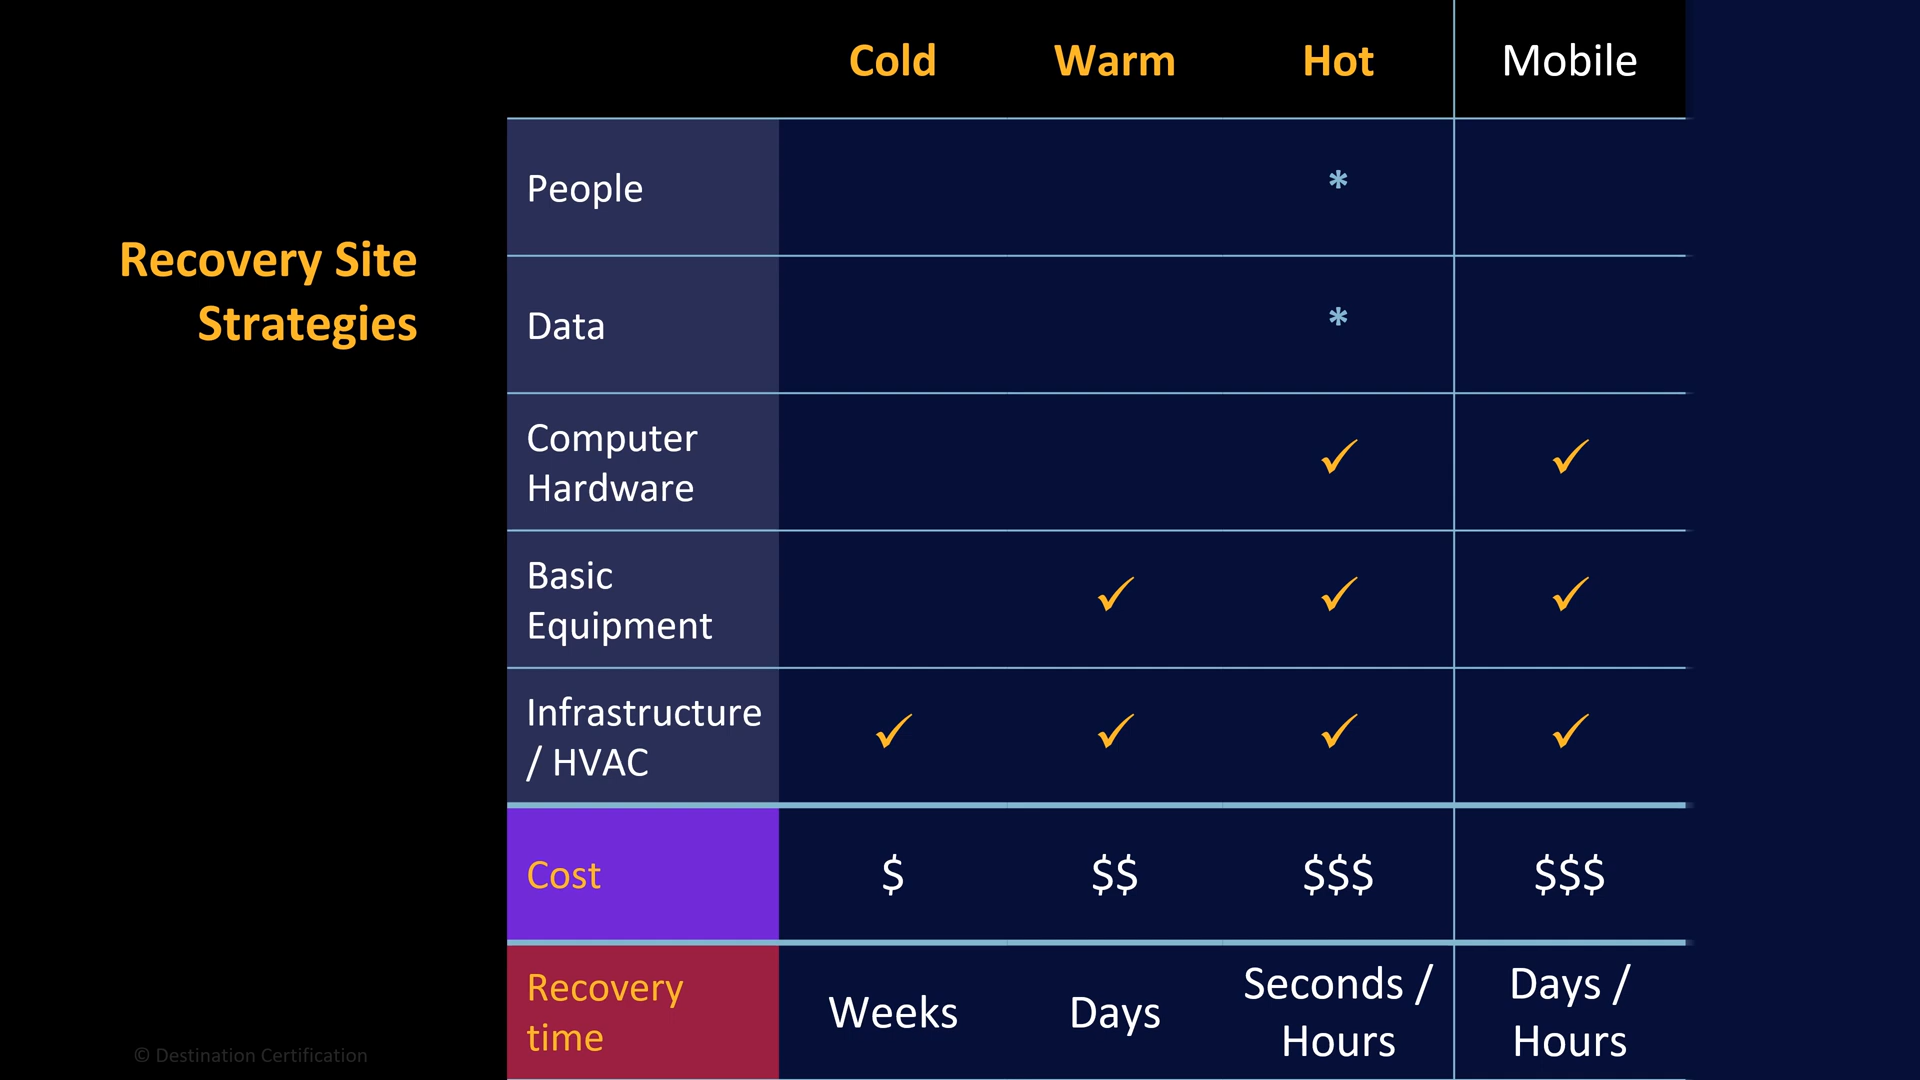 Cold Warm Hot Mobile
Recovery Site
Strategies
People *
Data *
Computer
Hardware ✓ ✓
Basic
Equipment ✓ ✓ ✓
Infrastructure
/ HVAC ✓ ✓ ✓ ✓
Cost $ $$ $$$ $$$
Recovery
time Weeks Days Seconds /
Hours Days /
Hours
© Destination Certification